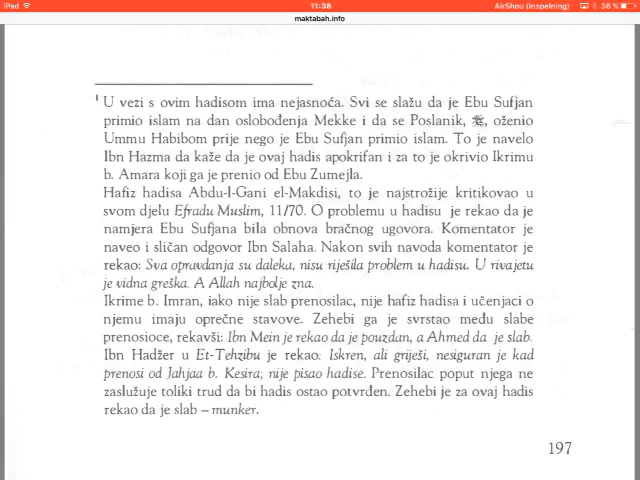 iPad
11:38
AirShou (Inspelning)
38 %
maktabah.info
1 U vezi s ovim hadisom ima nejasnoća. Svi se slažu da je Ebu Sufjan
primio islam na dan oslobođenja Mekke i da se Poslanik, ﷺ, oženio
Ummu Habibom prije nego je Ebu Sufjan primio islam. To je navelo
Ibn Hazma da kaže da je ovaj hadis apokrifan i za to je okrivio Ikrimu
b. Amara koji ga je prenio od Ebu Zumejla.
Hafiz hadisa Abdu-l-Gani el-Makdisi, to je najstrožije kritikovao u
svom djelu Efradu Muslim, 11/70. O problemu u hadisu je rekao da je
namjera Ebu Sufjana bila obnova bračnog ugovora. Komentator je
naveo i sličan odgovor Ibn Salaha. Nakon svih navoda komentator je
rekao: Sva opravdanja su daleka, nisu riješila problem u hadisu. U rivajetu
je vidna greška. A Allah najbolje zna.
Ikrime b. Imran, iako nije slab prenosilac, nije hafiz hadisa i učenjaci o
njemu imaju oprečne stavove. Zehebi ga je svrstao među slabe
prenosioce, rekavši: Ibn Mein je rekao da je pouzdan, a Ahmed da je slab.
Ibn Hadžer u Et-Tehzibu je rekao: Iskren, ali griješi, nesiguran je kad
prenosi od Jahjaa b. Kesira; nije pisao hadise. Prenosilac poput njega ne
zaslužuje toliki trud da bi hadis ostao potvrđen. Zehebi je za ovaj hadis
rekao da je slab – munker.
197